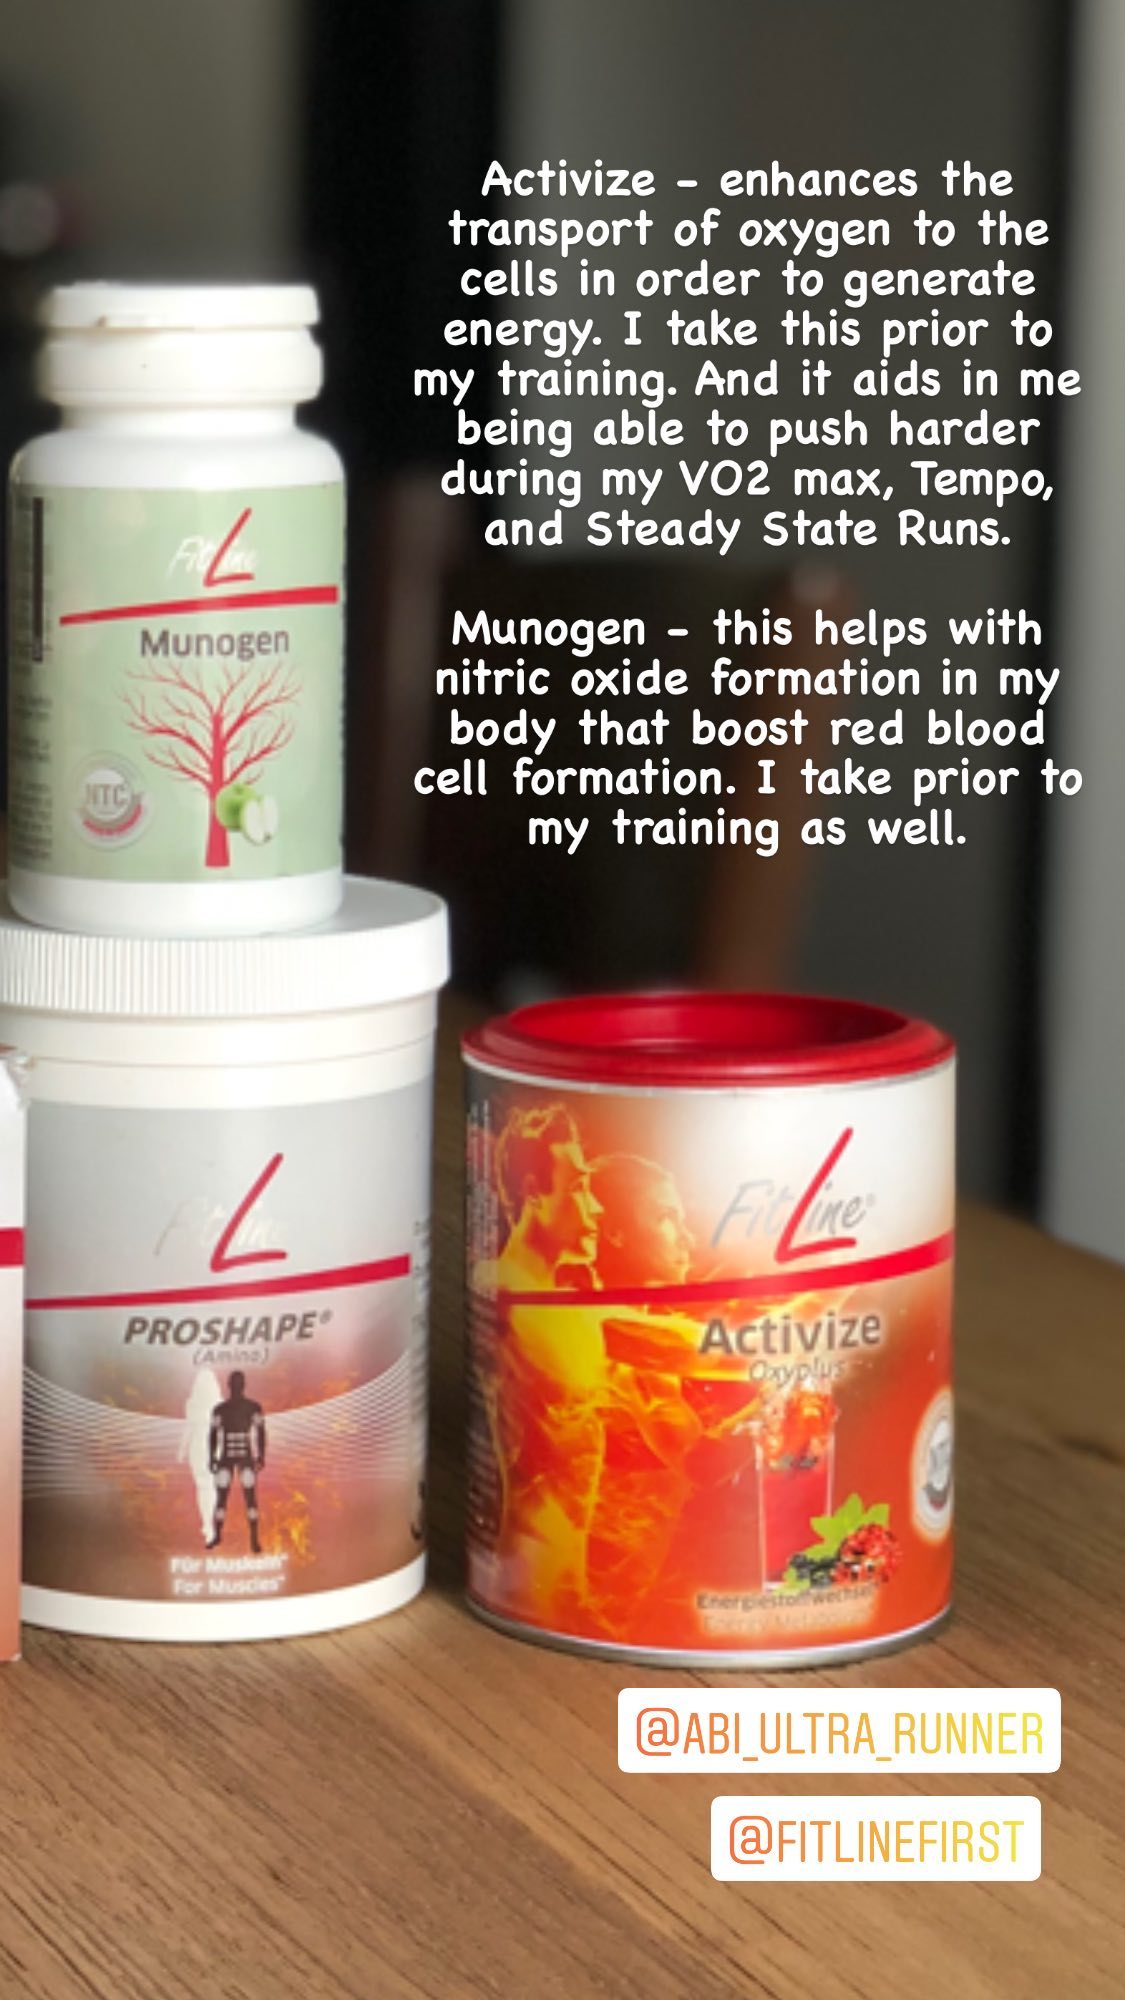 Activize - enhances the
transport of oxygen to the
cells in order to generate
energy. I take this prior to
my training. And it aids in me
being able to push harder
during my VO2 max, Tempo,
and Steady State Runs.
Munogen - this helps with
nitric oxide formation in my
body that boost red blood
cell formation. I take prior to
my training as well.
FitLine
Munogen
NTC
FitLine
PROSHAPE®
(Amino)
Für Muskeln*
For Muscles*
FitLine®
Activize
Oxyplus
Energiestoffwechsel
Energy Metabolism
@ABI_ULTRA_RUNNER
@FITLINEFIRST